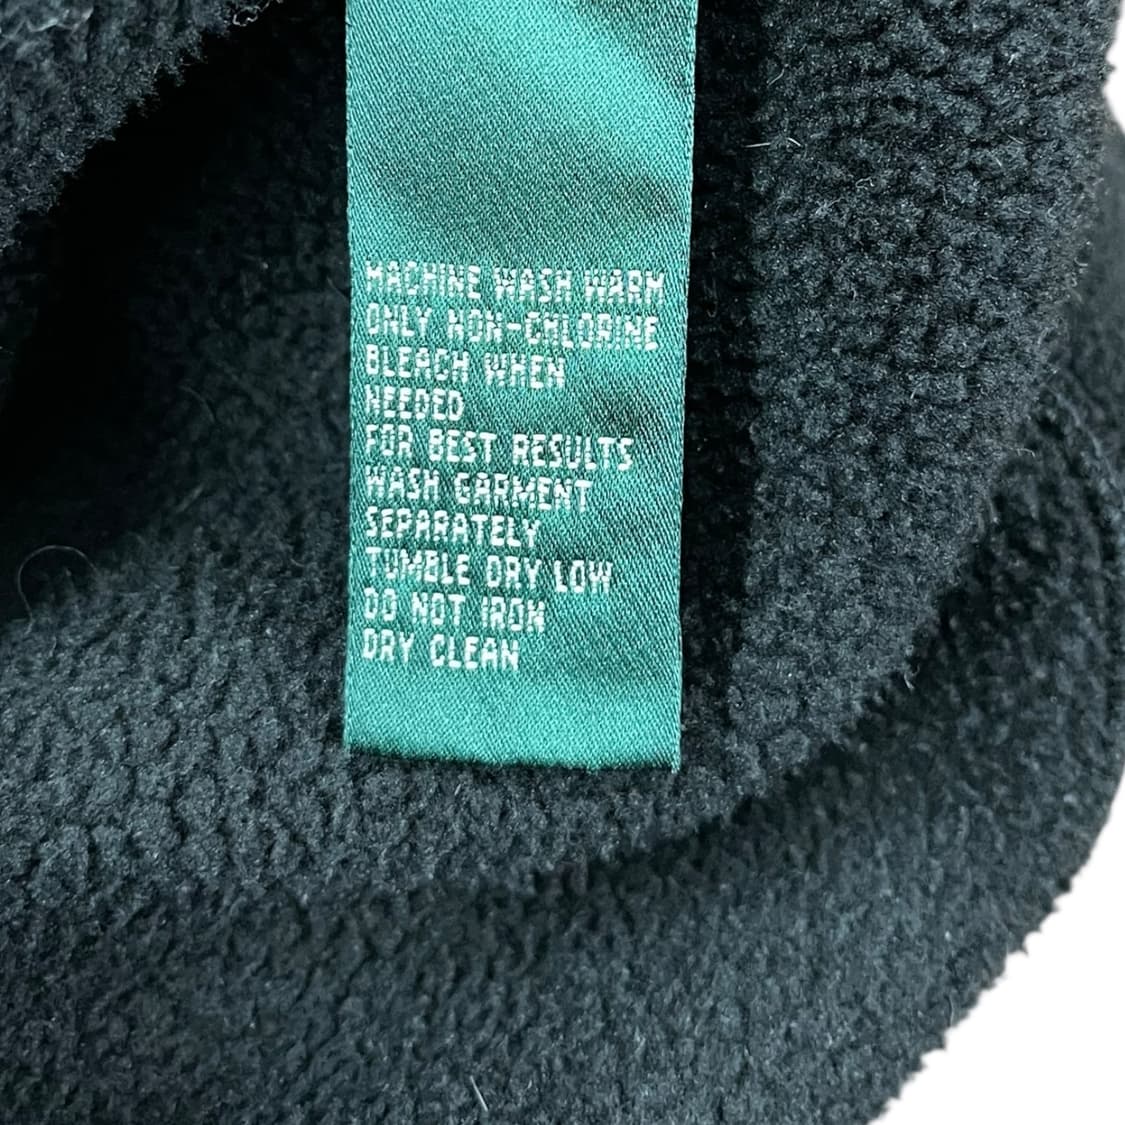 MACHINE WASH WARM
ONLY NON-CHLORINE
BLEACH WHEN
NEEDED
FOR BEST RESULTS
WASH GARMENT
SEPARATELY
TUMBLE DRY LOW
DO NOT IRON
DRY CLEAN